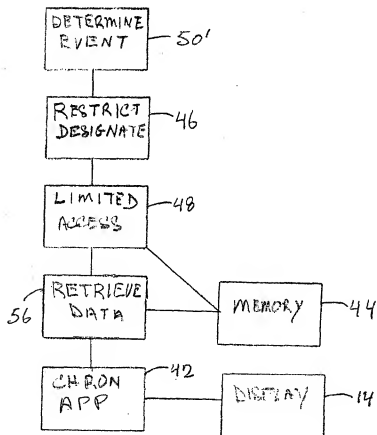 DETERMINE
EVENT
50'
RESTRICT
DESIGNATE
46
LIMITED
ACCESS
48
RETRIEVE
DATA
56
MEMORY
44
CHRON
APP
42
DISPLAY
14